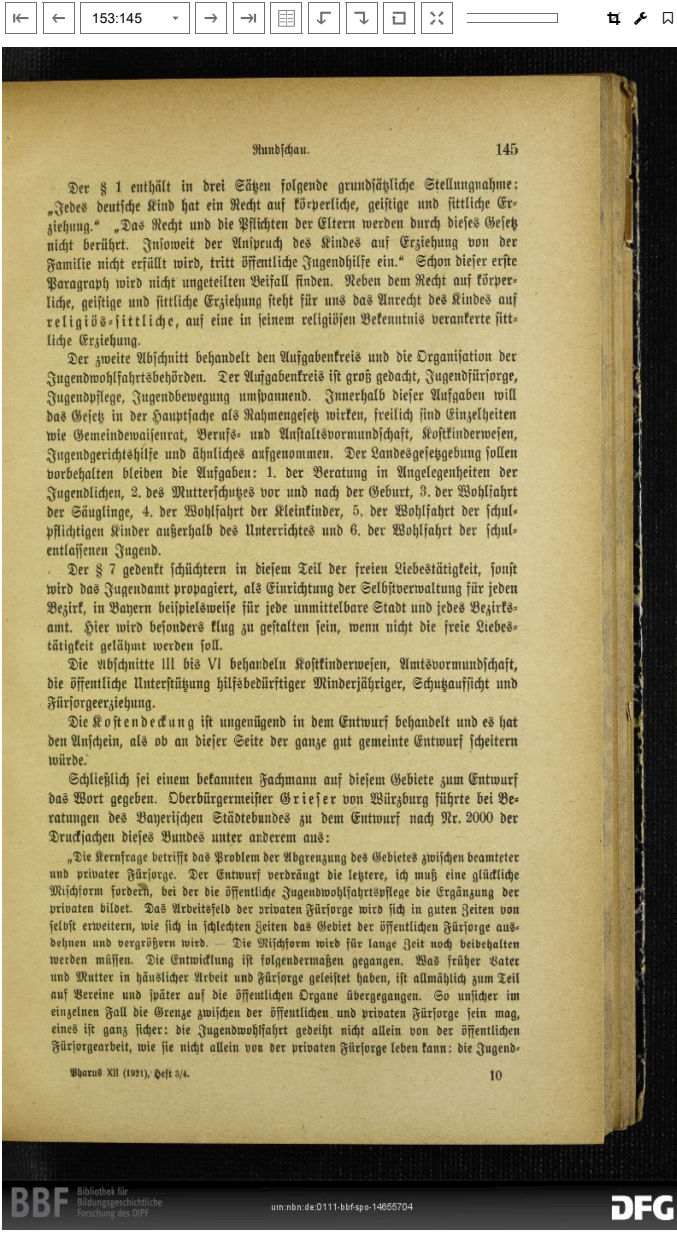 153:145
Rundschau.
145
Der § 1 enthält in drei Sätzen folgende grundsätzliche Stellungnahme:
„Jedes deutsche Kind hat ein Recht auf körperliche, geistige und sittliche Er-
ziehung.“ „Das Recht und die Pflichten der Eltern werden durch dieses Gesetz
nicht berührt. Insoweit der Anspruch des Kindes auf Erziehung von der
Familie nicht erfüllt wird, tritt öffentliche Jugendhilfe ein.“ Schon dieser erste
Paragraph wird nicht ungeteilten Beifall finden. Neben dem Recht auf körper-
liche, geistige und sittliche Erziehung steht für uns das Anrecht des Kindes auf
religiös-sittliche, auf eine in seinem religiösen Bekenntnis verankerte sitt-
liche Erziehung.
Der zweite Abschnitt behandelt den Aufgabenkreis und die Organisation der
Jugendwohlfahrtsbehörden. Der Aufgabenkreis ist groß gedacht, Jugendfürsorge,
Jugendpflege, Jugendbewegung umspannend. Innerhalb dieser Aufgaben will
das Gesetz in der Hauptsache als Rahmengesetz wirken, freilich sind Einzelheiten
wie Gemeindewaisenrat, Berufs- und Anstaltsvormundschaft, Kostkinderwesen,
Jugendgerichtshilfe und ähnliches aufgenommen. Der Landesgesetzgebung sollen
vorbehalten bleiben die Aufgaben: 1. der Beratung in Angelegenheiten der
Jugendlichen, 2. des Mutterschutzes vor und nach der Geburt, 3. der Wohlfahrt
der Säuglinge, 4. der Wohlfahrt der Kleinkinder, 5. der Wohlfahrt der schul-
pflichtigen Kinder außerhalb des Unterrichtes und 6. der Wohlfahrt der schul-
entlassenen Jugend.
Der § 7 gedenkt schüchtern in diesem Teil der freien Liebestätigkeit, sonst
wird das Jugendamt propagiert, als Einrichtung der Selbstverwaltung für jeden
Bezirk, in Bayern beispielsweise für jede unmittelbare Stadt und jedes Bezirks-
amt. Hier wird besonders klug zu gestalten sein, wenn nicht die freie Liebes-
tätigkeit gelähmt werden soll.
Die Abschnitte III bis VI behandeln Kostkinderwesen, Amtsvormundschaft,
die öffentliche Unterstützung hilfsbedürftiger Minderjähriger, Schutzaufsicht und
Fürsorgeerziehung.
Die Kostendeckung ist ungenügend in dem Entwurf behandelt und es hat
den Anschein, als ob an dieser Seite der ganze gut gemeinte Entwurf scheitern
würde.
Schließlich sei einem bekannten Fachmann auf diesem Gebiete zum Entwurf
das Wort gegeben. Oberbürgermeister Grieser von Würzburg führte bei Be-
ratungen des Bayerischen Städtebundes zu dem Entwurf nach Nr. 2000 der
Drucksachen dieses Bundes unter anderem aus:
„Die Kernfrage betrifft das Problem der Abgrenzung des Gebietes zwischen beamteter
und privater Fürsorge. Der Entwurf verdrängt die letztere, ich muß eine glückliche
Mischform fordern, bei der die öffentliche Jugendwohlfahrtspflege die Ergänzung der
privaten bildet. Das Arbeitsfeld der privaten Fürsorge wird sich in guten Zeiten von
selbst erweitern, wie sich in schlechten Zeiten das Gebiet der öffentlichen Fürsorge aus-
dehnen und vergrößern wird. — Die Mischform wird für lange Zeit noch beibehalten
werden müssen. Die Entwicklung ist folgendermaßen gegangen. Was früher Vater
und Mutter in häuslicher Arbeit und Fürsorge geleistet haben, ist allmählich zum Teil
auf Vereine und später auf die öffentlichen Organe übergegangen. So unsicher im
einzelnen Fall die Grenze zwischen der öffentlichen und privaten Fürsorge sein mag,
eines ist ganz sicher: die Jugendwohlfahrt gedeiht nicht allein von der öffentlichen
Fürsorgearbeit, wie sie nicht allein von der privaten Fürsorge leben kann: die Jugend-
Pharus XII (1921), Heft 3/4.
10
BBF
Bibliothek für
Bildungsgeschichtliche
Forschung des DIPF
urn:nbn:de:0111-bbf-spo-14655704
DFG